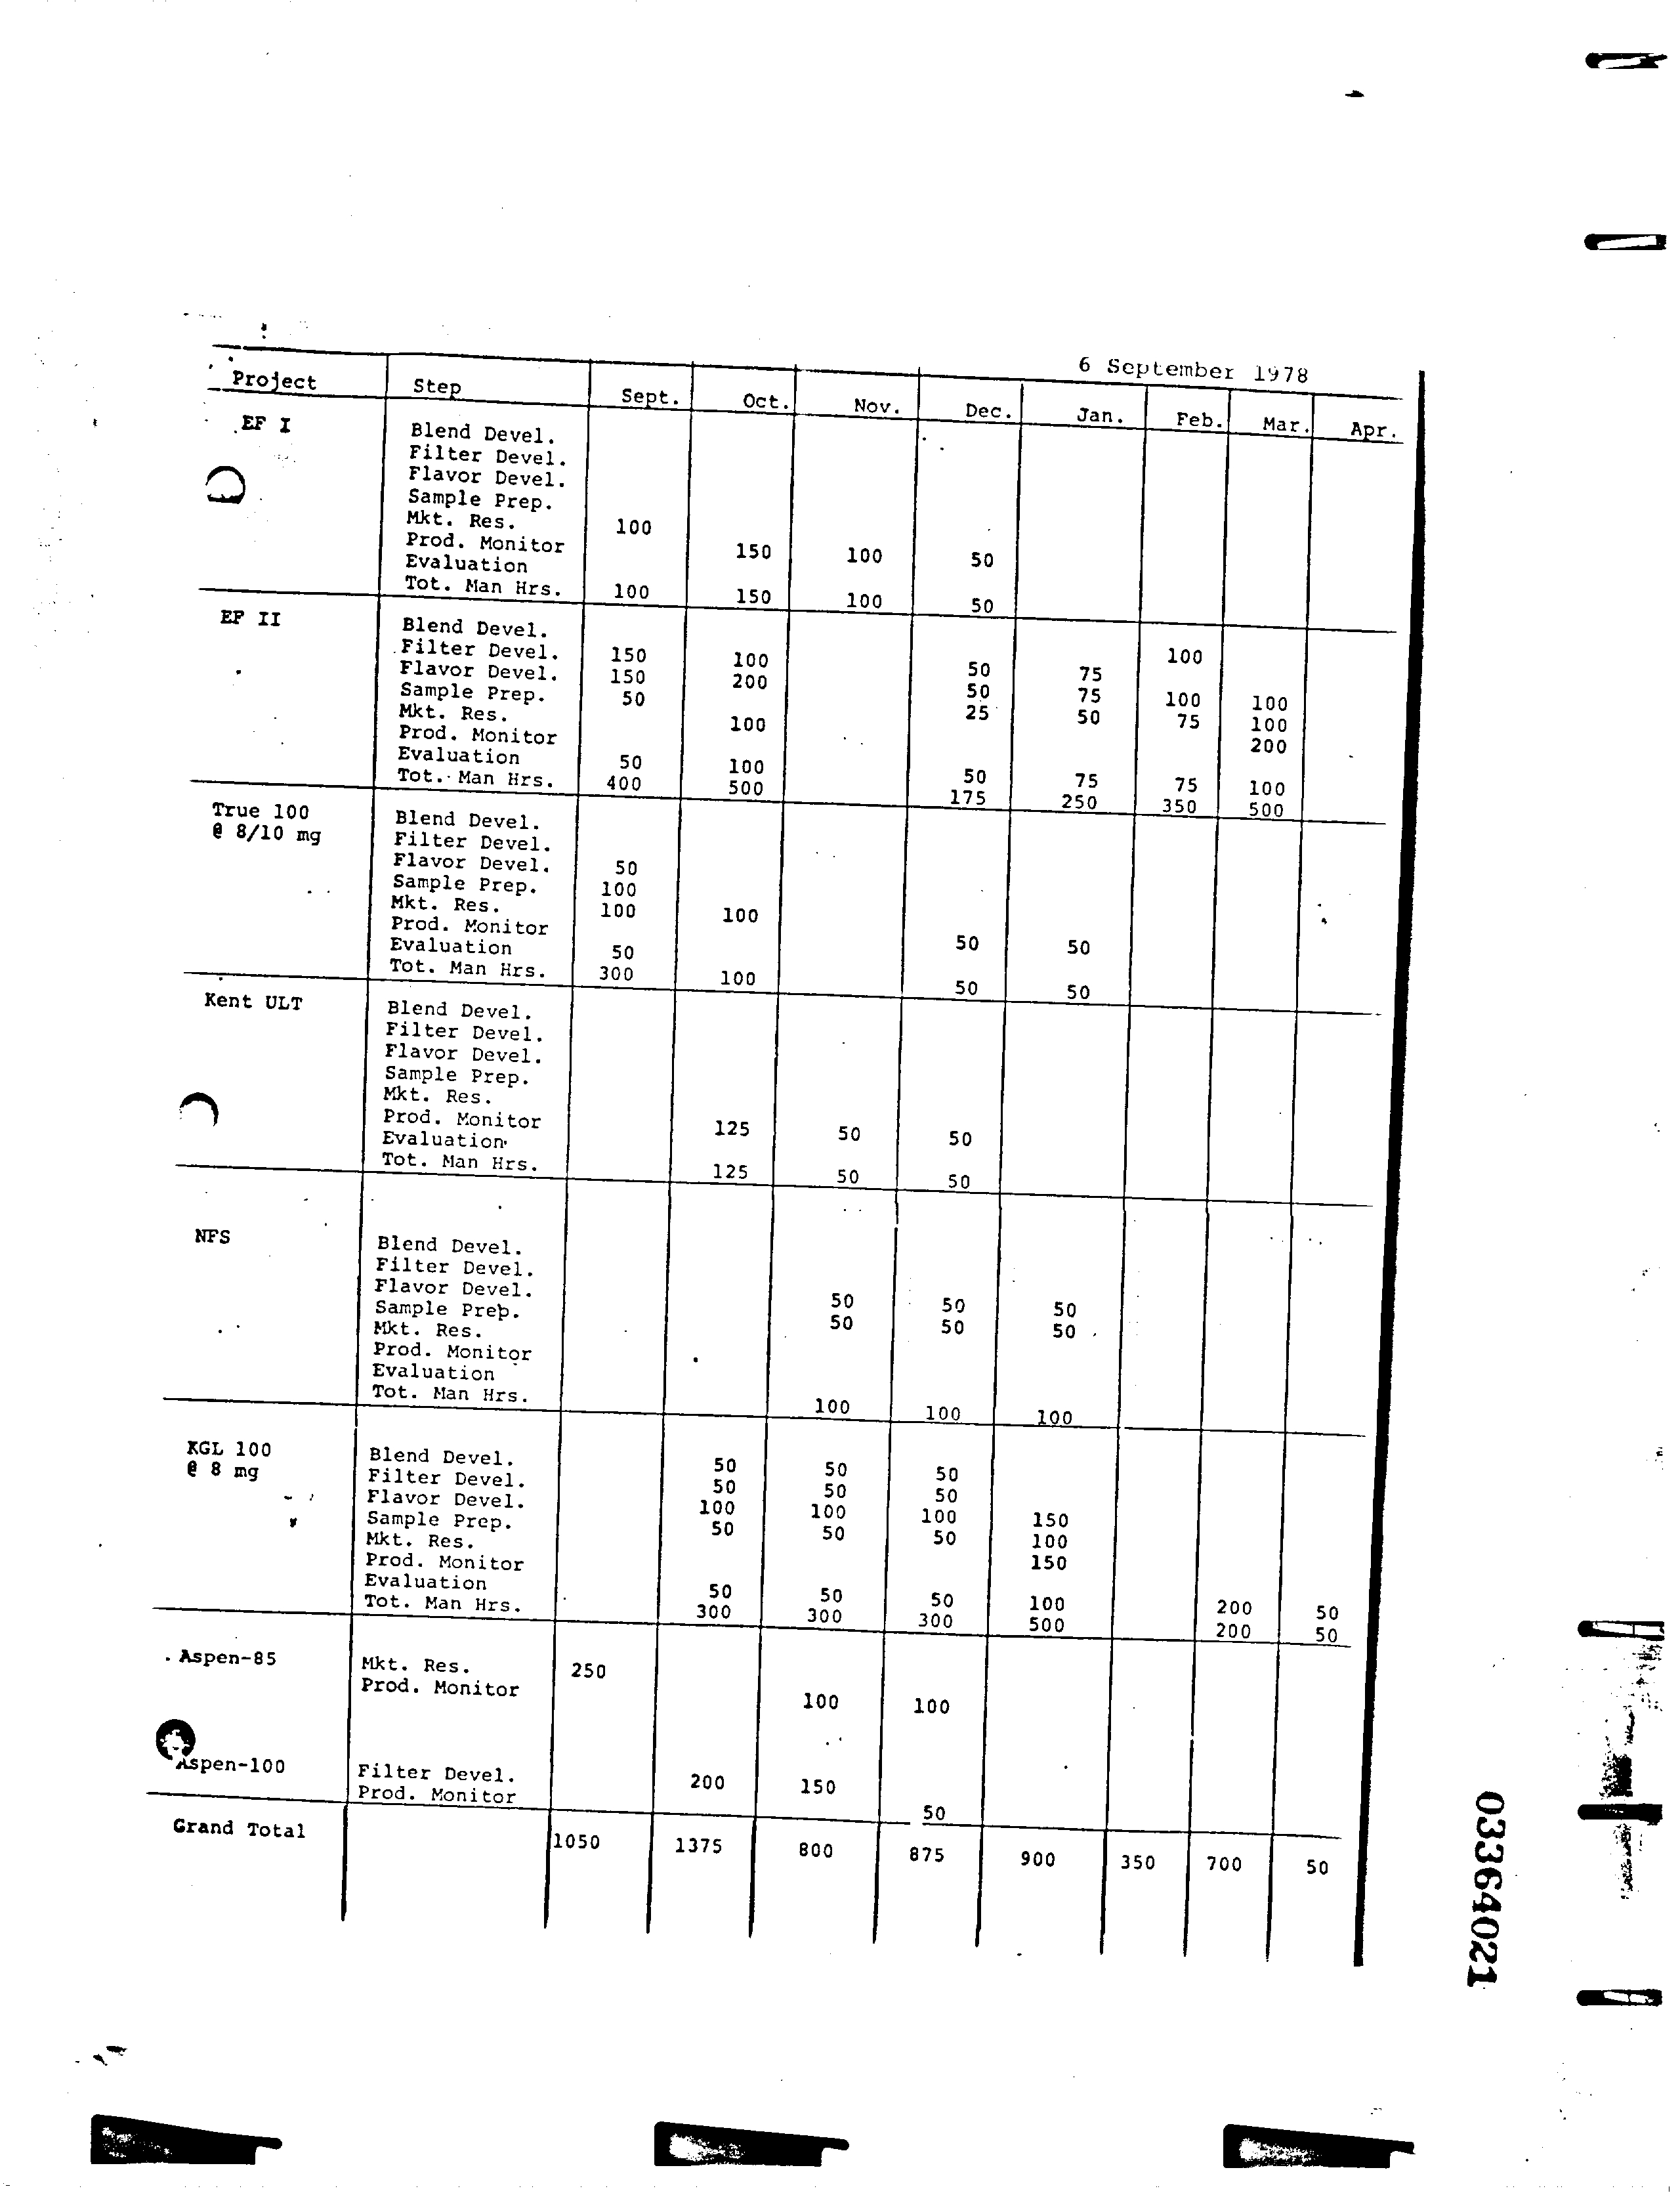 6 September 1978
Project Step Sept. Oct. Nov. Dec. Jan. Feb. Mar. Apr.
EF I Blend Devel.
Filter Devel.
Flavor Devel.
Sample Prep.
Mkt. Res. 100
Prod. Monitor 150 100 50
Evaluation
Tot. Man Hrs. 100 150 100 50
EF II Blend Devel. 100
Filter Devel. 150 100 50 75
Flavor Devel. 150 200 50 75 100 100
Sample Prep. 50 25 50 75 100
Mkt. Res. 100 200
Prod. Monitor
Evaluation 50 100 50 75 75 100
Tot. Man Hrs. 400 500 175 250 350 500
True 100 Blend Devel.
@ 8/10 mg Filter Devel.
Flavor Devel. 50
Sample Prep. 100
Mkt. Res. 100 100
Prod. Monitor 50 50
Evaluation 50
Tot. Man Hrs. 300 100 50 50
Kent ULT Blend Devel.
Filter Devel.
Flavor Devel.
Sample Prep.
Mkt. Res.
Prod. Monitor 125 50 50
Evaluation
Tot. Man Hrs. 125 50 50
NFS Blend Devel.
Filter Devel.
Flavor Devel. 50 50 50
Sample Prep. 50 50 50
Mkt. Res.
Prod. Monitor
Evaluation
Tot. Man Hrs. 100 100 100
KGL 100 Blend Devel. 50 50 50
@ 8 mg Filter Devel. 50 50 50
Flavor Devel. 100 100 100 150
Sample Prep. 50 50 50 100
Mkt. Res. 150
Prod. Monitor
Evaluation 50 50 50 100 200 50
Tot. Man Hrs. 300 300 300 500 200 50
Aspen-85 Mkt. Res. 250
Prod. Monitor 100 100
Aspen-100 Filter Devel. 200 150
Prod. Monitor 50
Grand Total 1050 1375 800 875 900 350 700 50
03364021